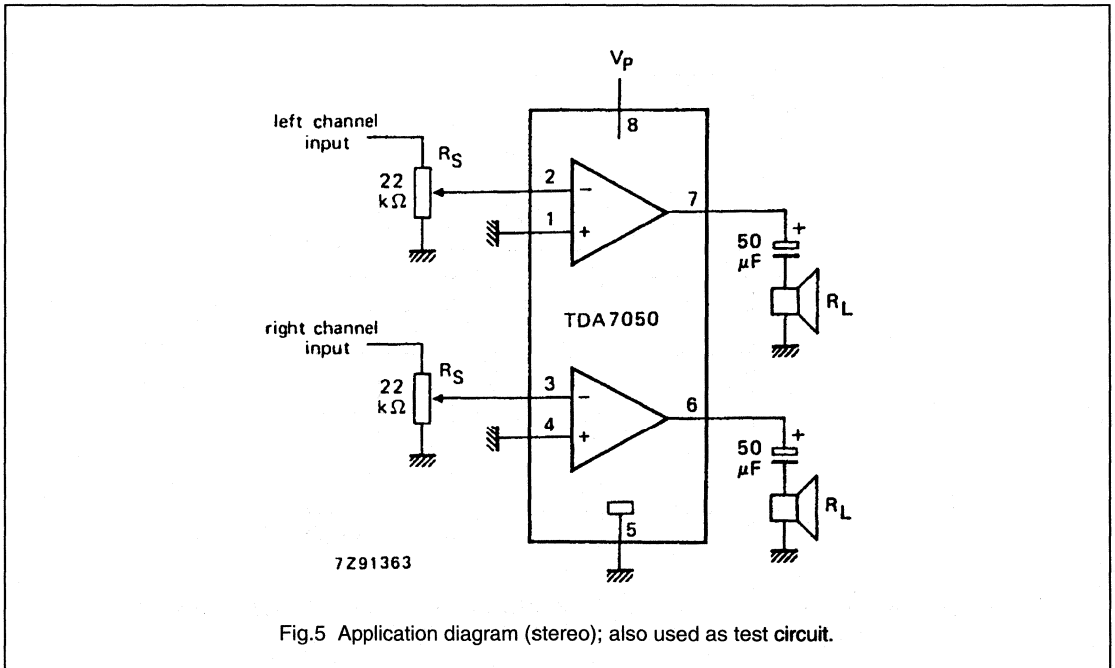 V_P
8
left channel
input
R_S
22
kΩ
2
−
1
+
7
+
50
μF
R_L
TDA7050
right channel
input
R_S
22
kΩ
3
−
4
+
6
+
50
μF
R_L
5
7Z91363
Fig.5 Application diagram (stereo); also used as test circuit.